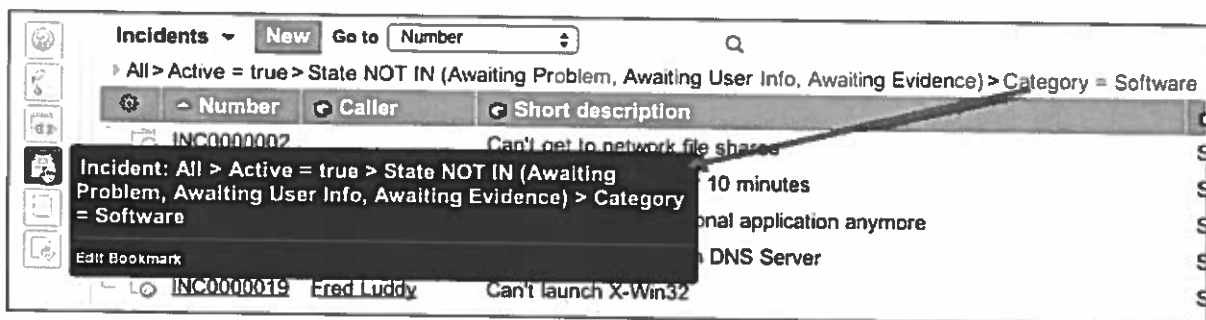 Incidents New Go to Number
All > Active = true > State NOT IN (Awaiting Problem, Awaiting User Info, Awaiting Evidence) > Category = Software
Number Caller Short description
INC0000002 Can't get to network file shares
Incident: All > Active = true > State NOT IN (Awaiting
Problem, Awaiting User Info, Awaiting Evidence) > Category
= Software
Edit Bookmark
10 minutes
onal application anymore
DNS Server
INC0000019 Fred Luddy Can't launch X-Win32